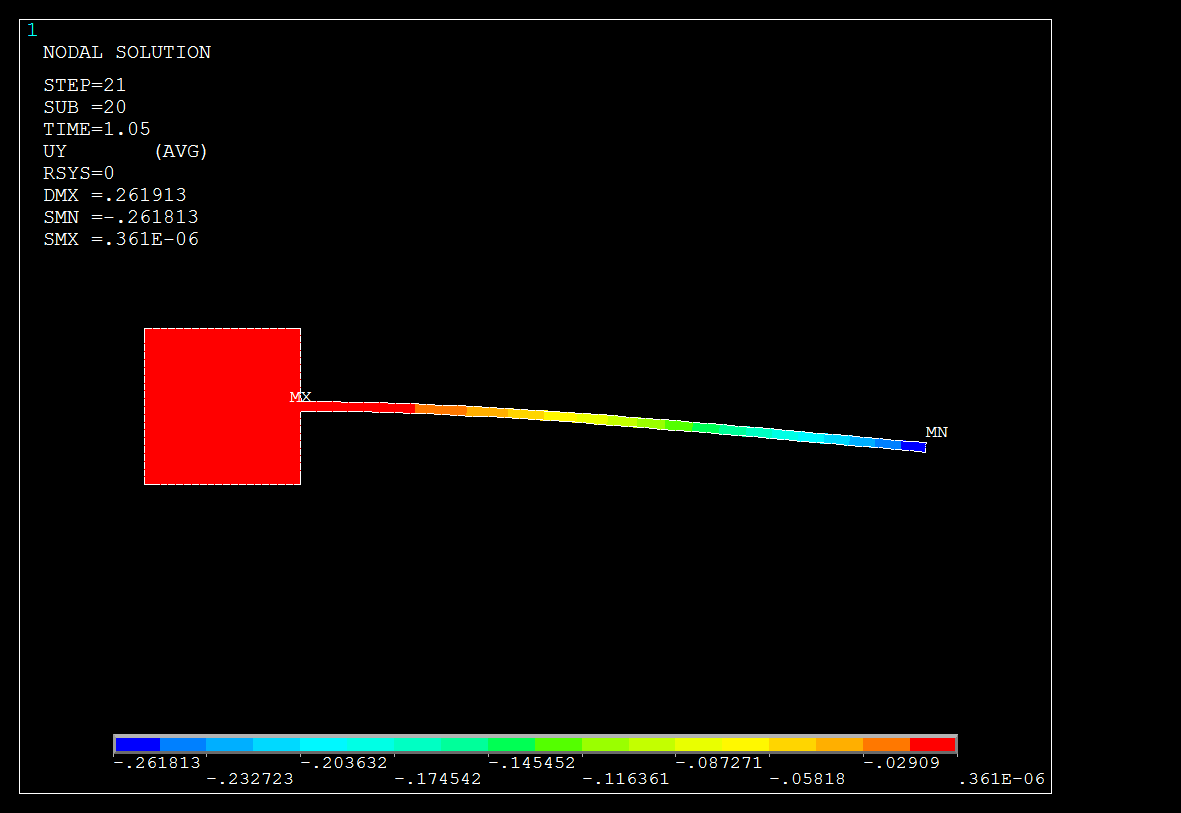 1
NODAL SOLUTION
STEP=21
SUB =20
TIME=1.05
UY (AVG)
RSYS=0
DMX =.261913
SMN =-.261813
SMX =.361E-06
MX
MN
-.261813 -.203632 -.145452 -.087271 -.02909
-.232723 -.174542 -.116361 -.05818 .361E-06